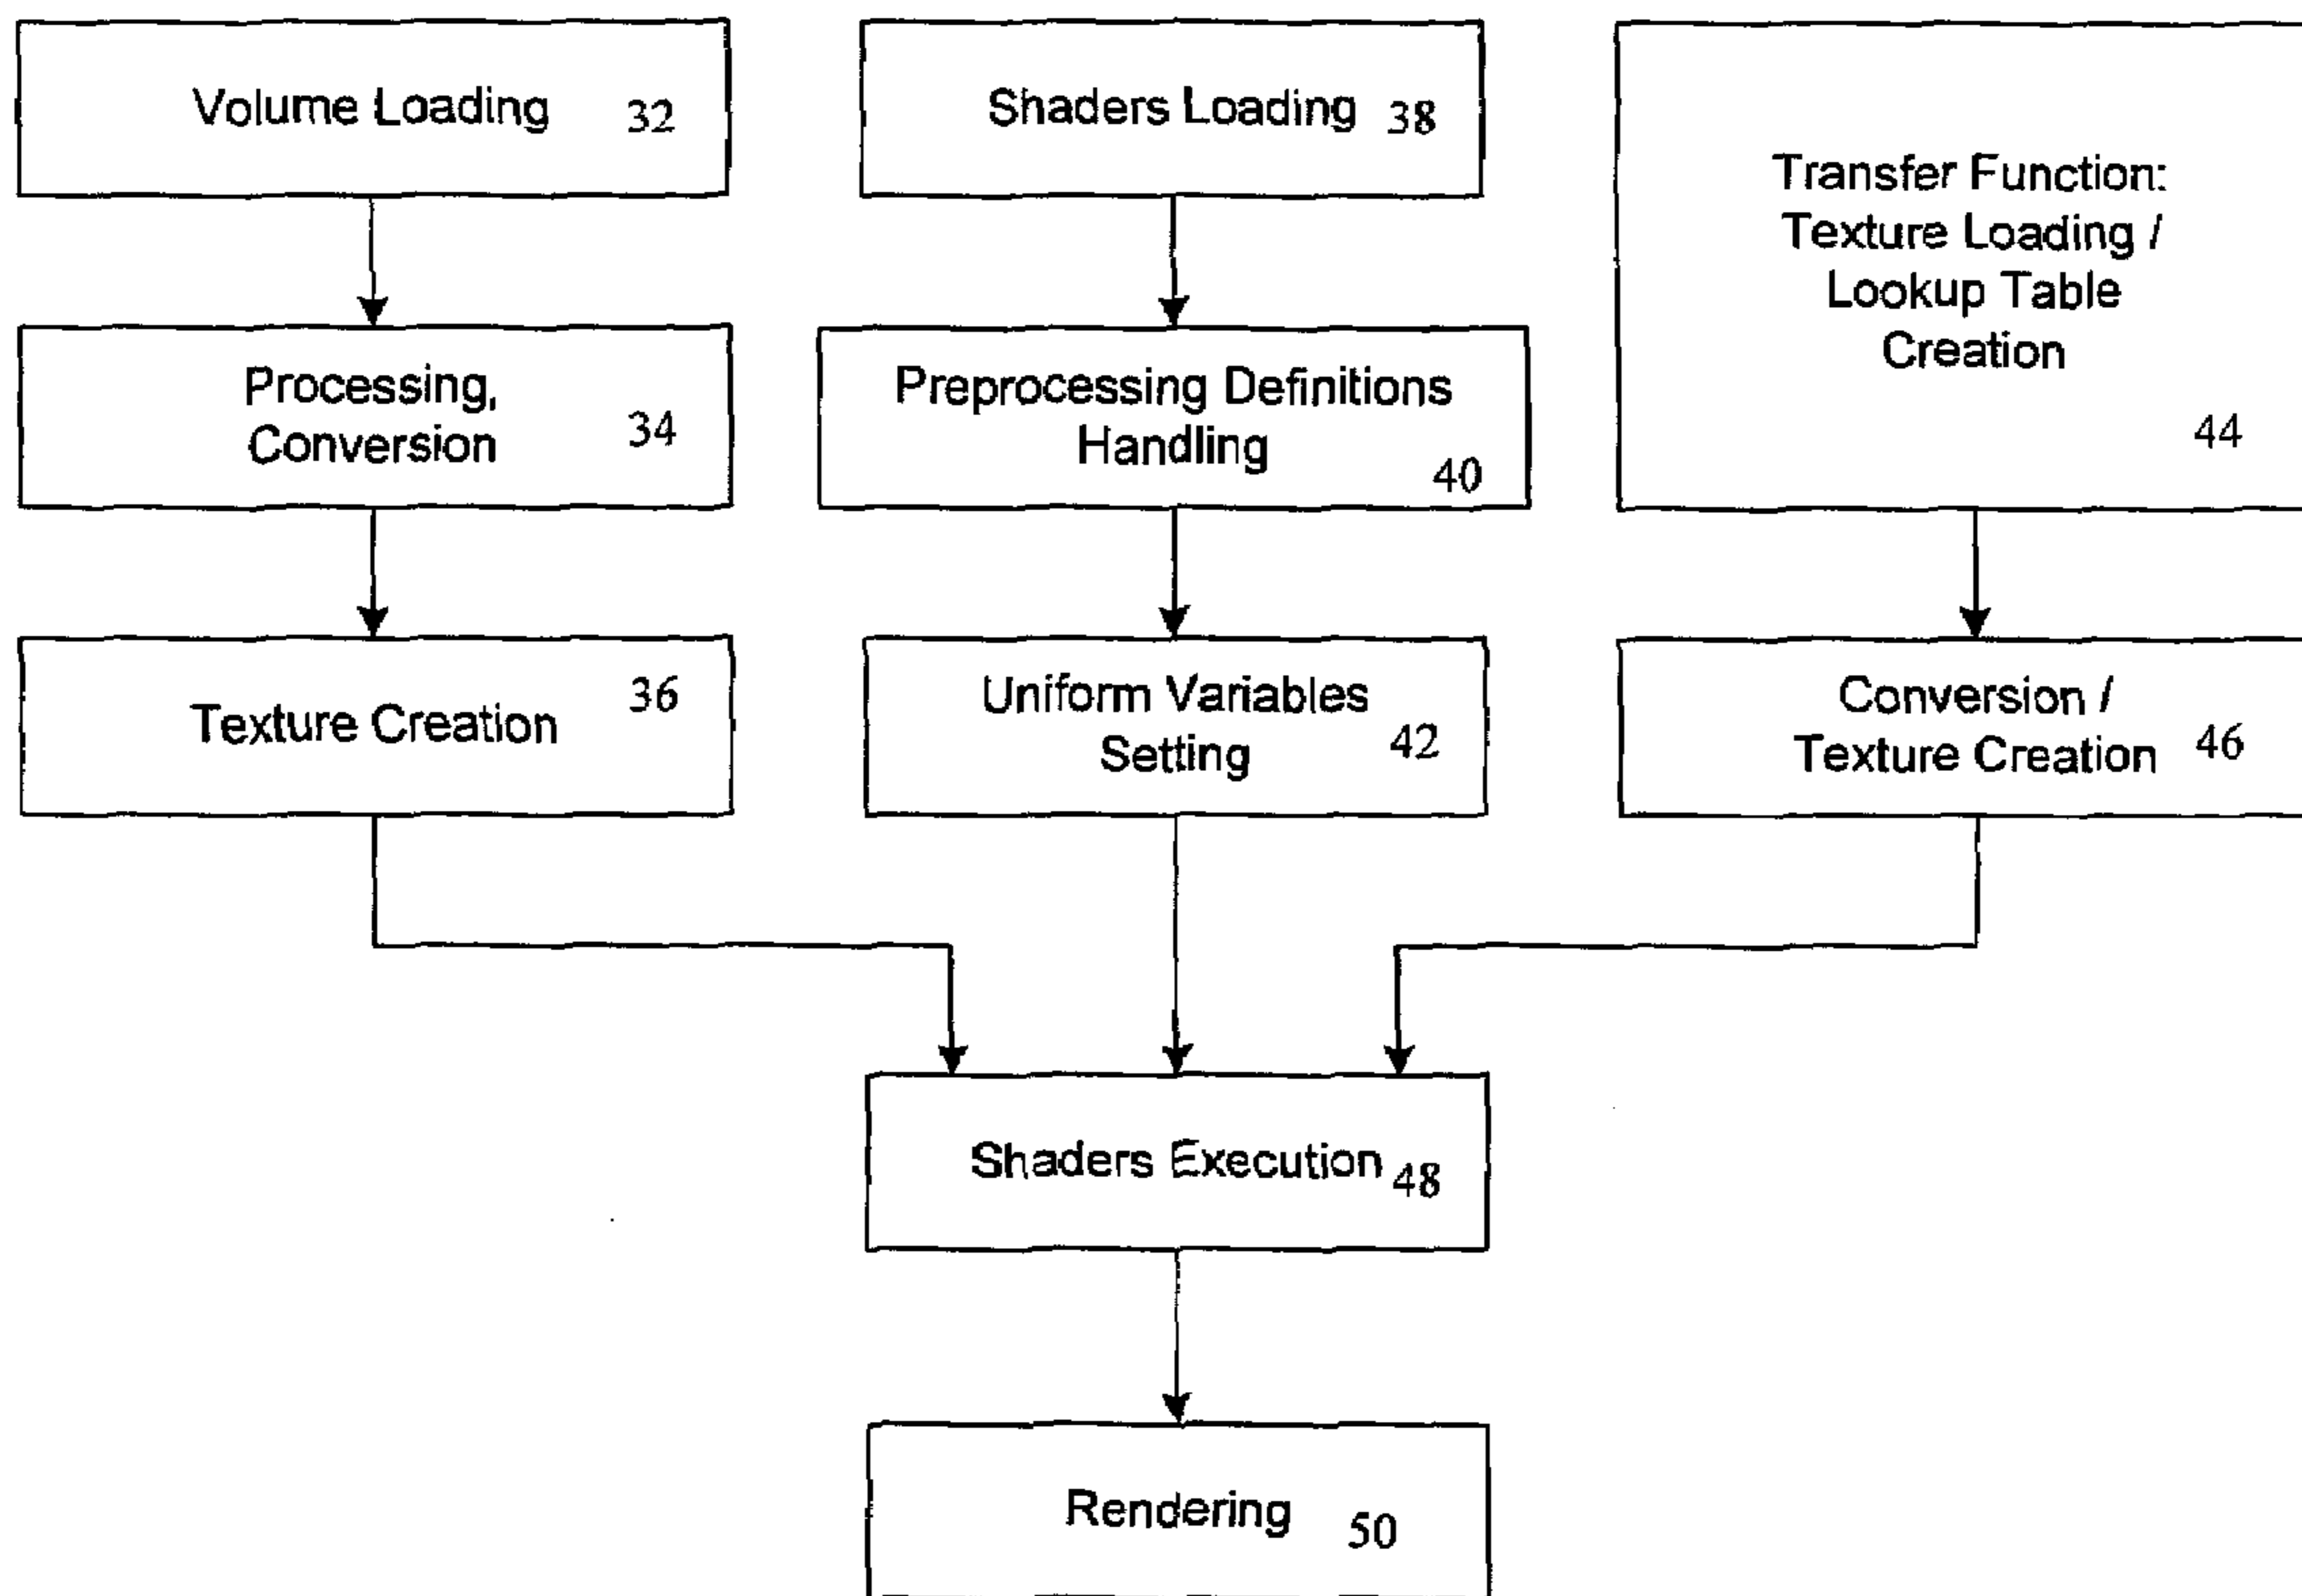 Volume Loading 32
Shaders Loading 38
Transfer Function:
Texture Loading /
Lookup Table
Creation
44
Processing,
Conversion 34
Preprocessing Definitions
Handling
40
Texture Creation 36
Uniform Variables
Setting 42
Conversion /
Texture Creation 46
Shaders Execution 48
Rendering 50